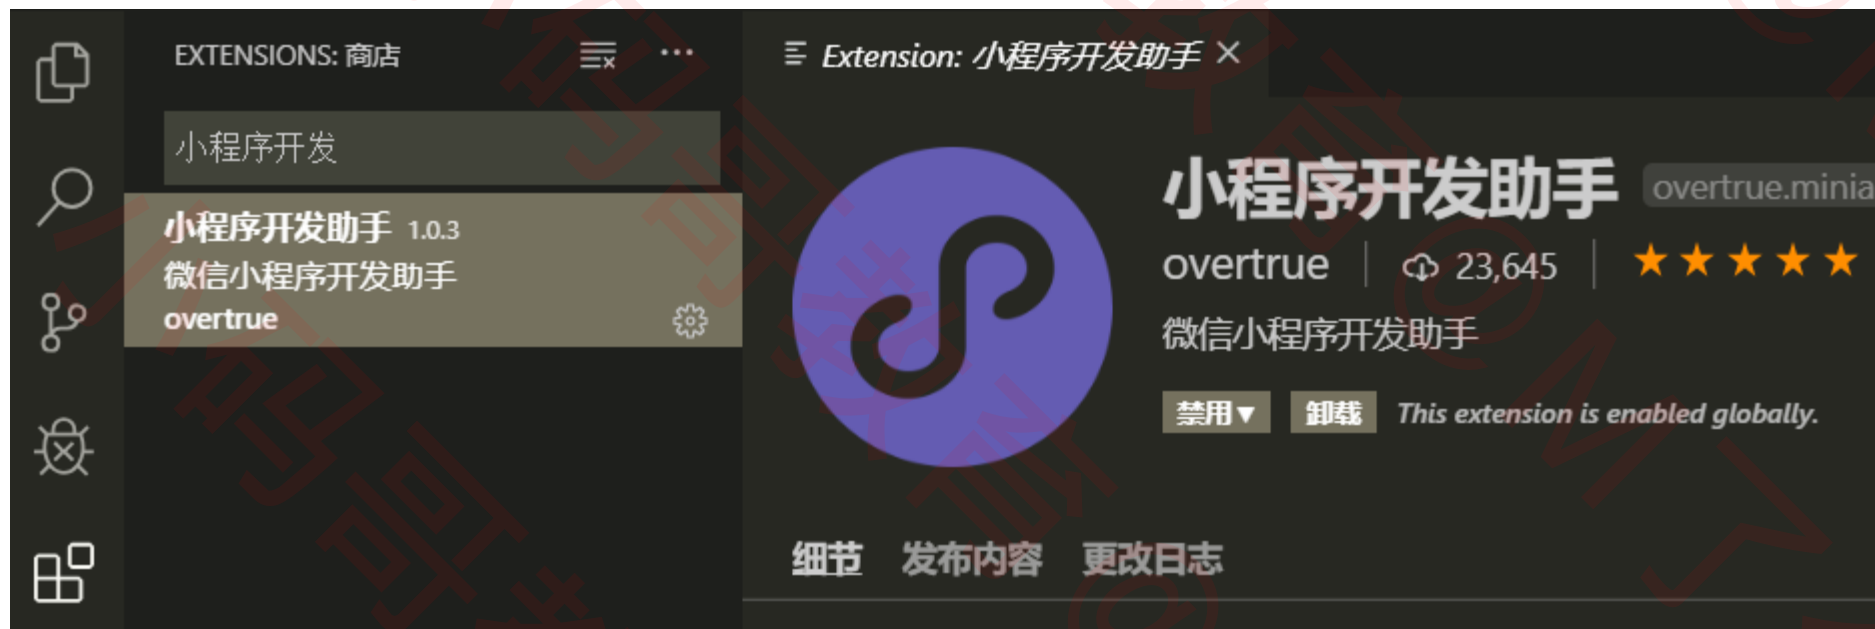 EXTENSIONS: 商店
小程序开发
小程序开发助手 1.0.3
微信小程序开发助手
overtrue
Extension: 小程序开发助手
小程序开发助手 overtrue.minia
overtrue 23,645
微信小程序开发助手
禁用 卸载 This extension is enabled globally.
细节 发布内容 更改日志